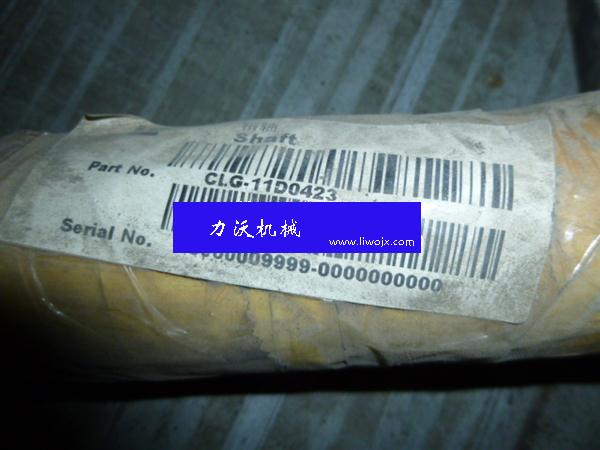 Shaft
Part No.
CLG-11D0423
力沃机械
www.liwojx.com
Serial No.
00009999-0000000000